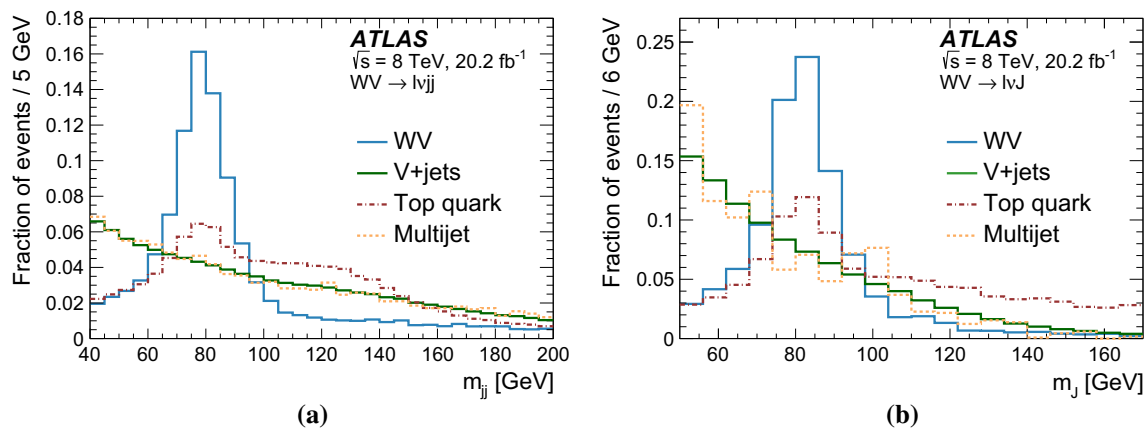 Fraction of events / 5 GeV
0.18
0.16
0.14
0.12
0.1
0.08
0.06
0.04
0.02
0
ATLAS
√s = 8 TeV, 20.2 fb⁻¹
WV → lνjj
WV
V+jets
Top quark
Multijet
40 60 80 100 120 140 160 180 200
m_jj [GeV]
(a)
Fraction of events / 6 GeV
0.25
0.2
0.15
0.1
0.05
0
ATLAS
√s = 8 TeV, 20.2 fb⁻¹
WV → lνJ
WV
V+jets
Top quark
Multijet
60 80 100 120 140 160
m_J [GeV]
(b)